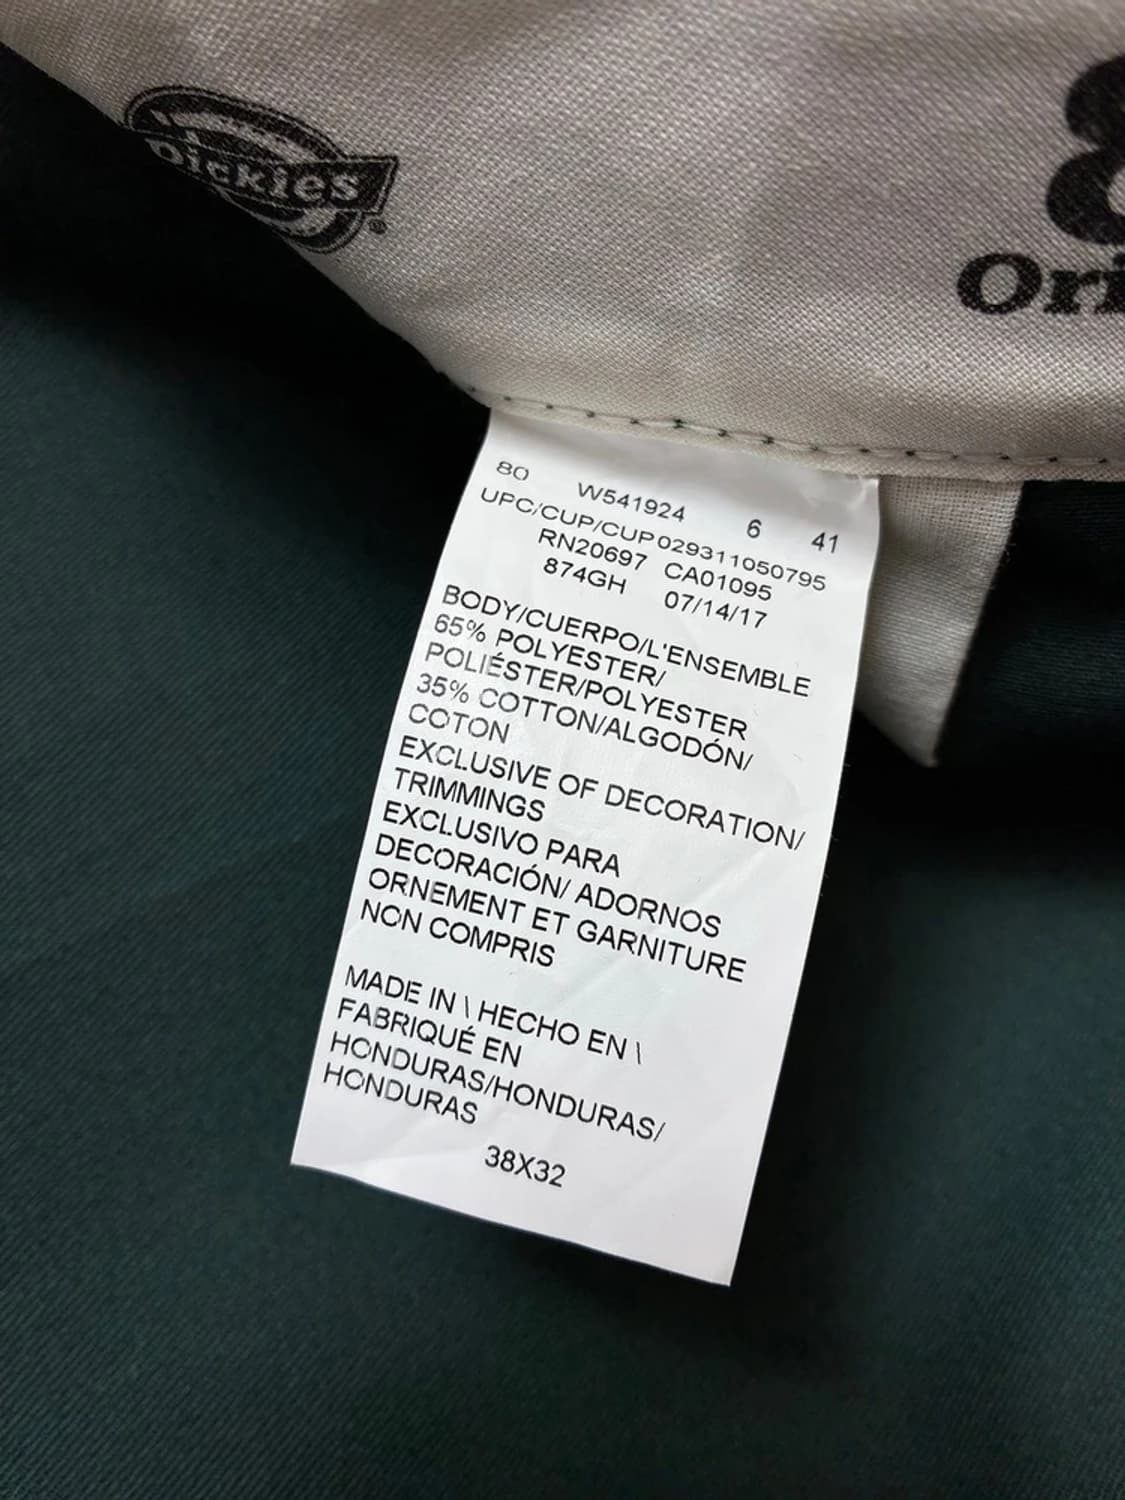 Dickies®
8
Ori
80 W541924 6 41
UPC/CUP/CUP029311050795
RN20697 CA01095
874GH 07/14/17
BODY/CUERPO/L'ENSEMBLE
65% POLYESTER/
POLIÉSTER/POLYESTER
35% COTTON/ALGODÓN/
COTON
EXCLUSIVE OF DECORATION/
TRIMMINGS
EXCLUSIVO PARA
DECORACIÓN/ ADORNOS
ORNEMENT ET GARNITURE
NON COMPRIS
MADE IN \ HECHO EN \
FABRIQUÉ EN
HONDURAS/HONDURAS/
HONDURAS
38X32